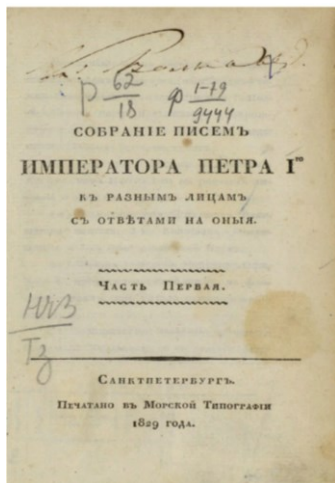 р 62/18
ф 1-79/9444
СОБРАНІЕ ПИСЕМЪ
ИМПЕРАТОРА ПЕТРА Iго
КЪ РАЗНЫМЪ ЛИЦАМЪ
СЪ ОТВѢТАМИ НА ОНЫЯ.
Часть Первая.
Санктпетербургъ.
Печатано въ Морской Типографіи
1829 года.